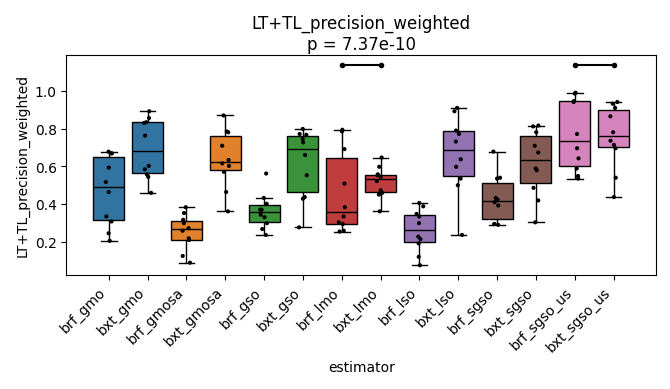 LT+TL_precision_weighted
p = 7.37e-10
LT+TL_precision_weighted
1.0
0.8
0.6
0.4
0.2
brf_gmo
bxt_gmo
brf_gmosa
bxt_gmosa
brf_gso
bxt_gso
brf_lmo
bxt_lmo
brf_lso
bxt_lso
brf_sgso
bxt_sgso
brf_sgso_us
bxt_sgso_us
estimator